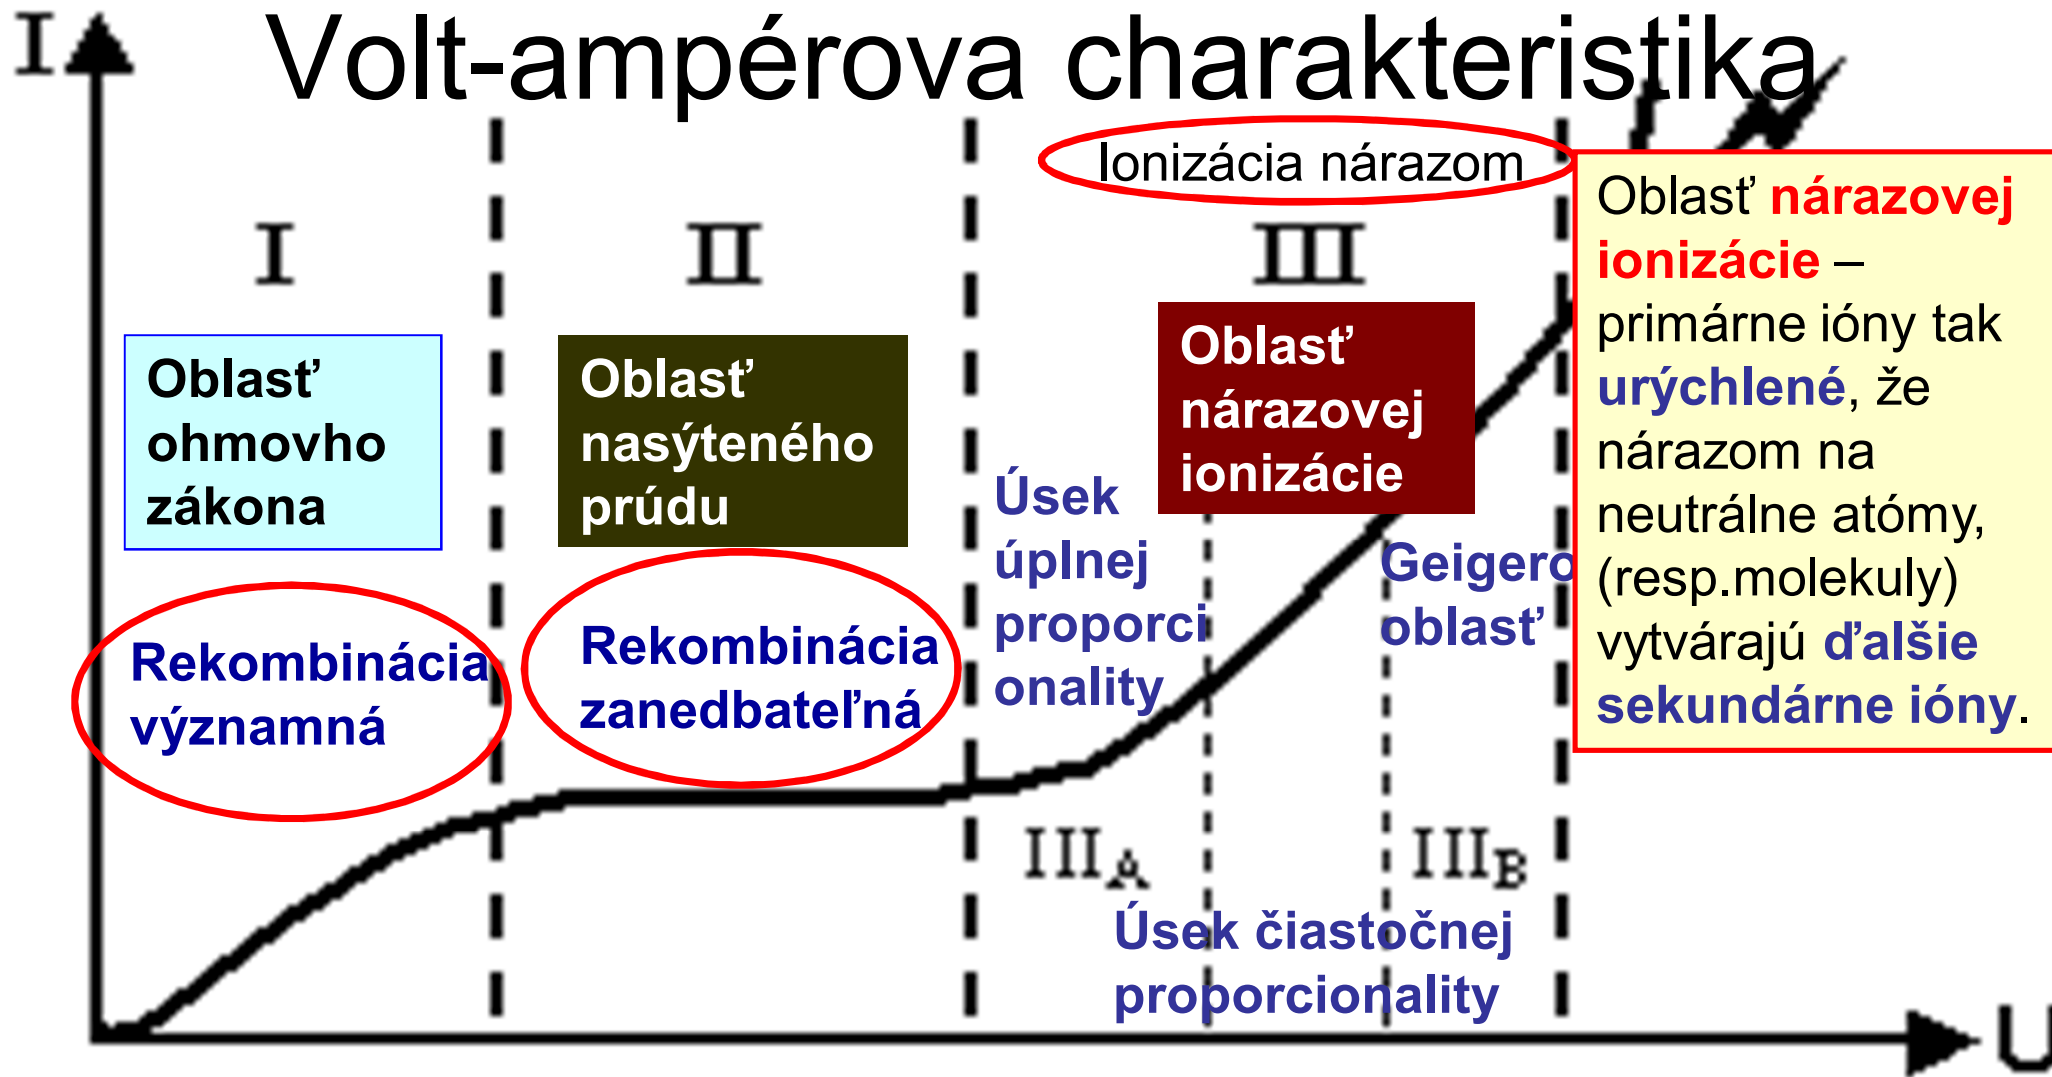 I
Volt-ampérova charakteristika
Ionizácia nárazom
I
II
III
Oblasť
ohmovho
zákona
Oblasť
nasýteného
prúdu
Oblasť
nárazovej
ionizácie
Rekombinácia
významná
Rekombinácia
zanedbateľná
Úsek
úplnej
proporci
onality
Geigero
oblasť
Oblasť nárazovej
ionizácie –
primárne ióny tak
urýchlené, že
nárazom na
neutrálne atómy,
(resp.molekuly)
vytvárajú ďalšie
sekundárne ióny.
IIIA
IIIB
Úsek čiastočnej
proporcionality
U